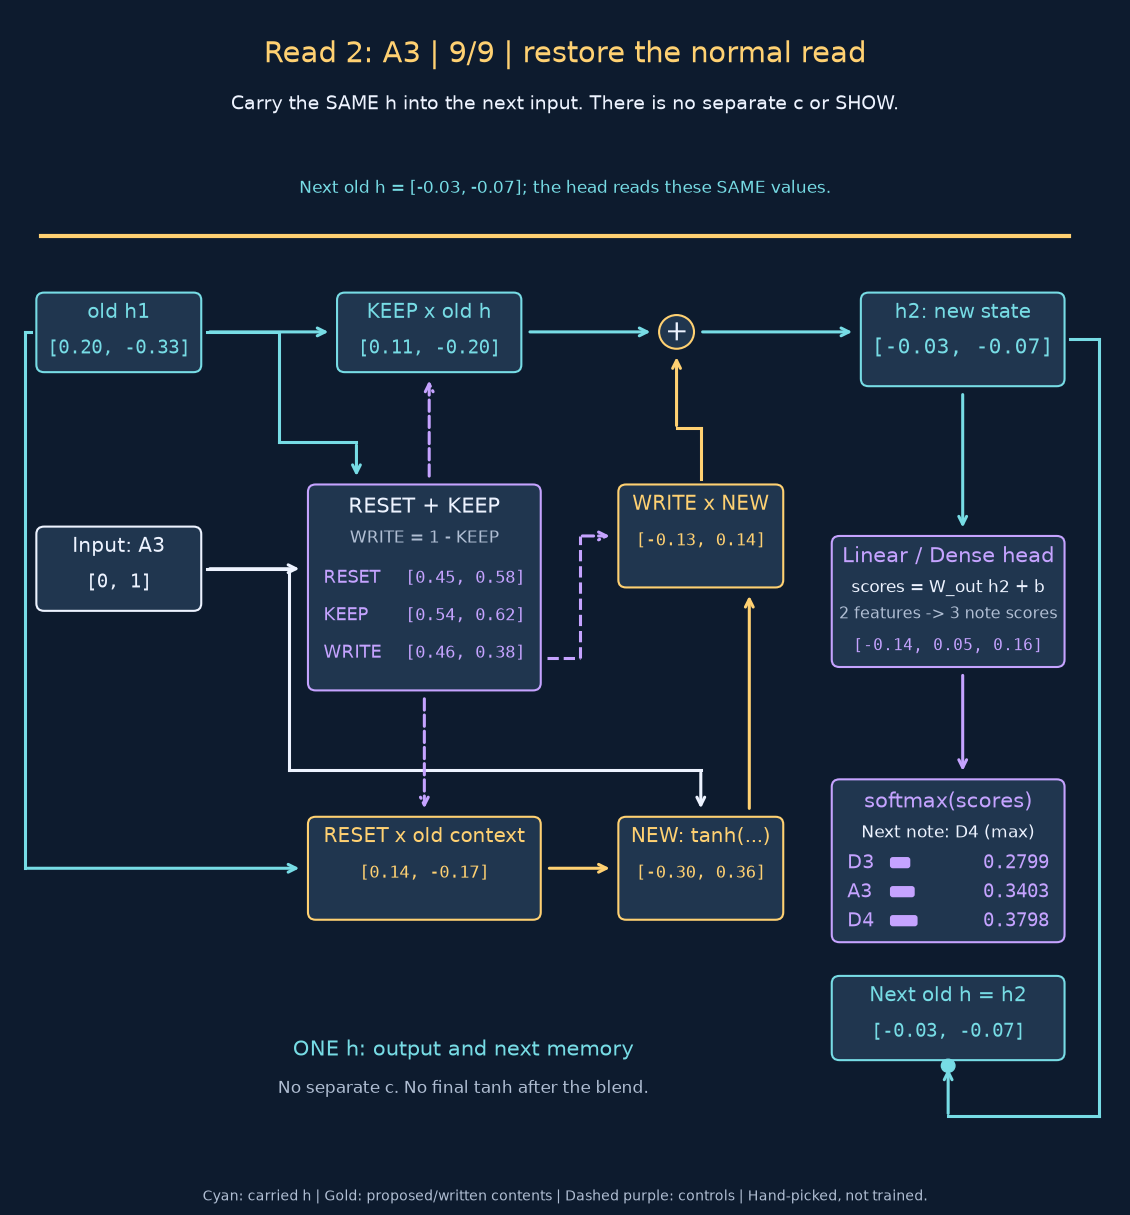 Read 2: A3 | 9/9 | restore the normal read
Carry the SAME h into the next input. There is no separate c or SHOW.
Next old h = [-0.03, -0.07]; the head reads these SAME values.
old h1
[0.20, -0.33]
KEEP x old h
[0.11, -0.20]
+
h2: new state
[-0.03, -0.07]
Input: A3
[0, 1]
RESET + KEEP
WRITE = 1 - KEEP
RESET [0.45, 0.58]
KEEP [0.54, 0.62]
WRITE [0.46, 0.38]
WRITE x NEW
[-0.13, 0.14]
Linear / Dense head
scores = W_out h2 + b
2 features -> 3 note scores
[-0.14, 0.05, 0.16]
RESET x old context
[0.14, -0.17]
NEW: tanh(...)
[-0.30, 0.36]
softmax(scores)
Next note: D4 (max)
D3 0.2799
A3 0.3403
D4 0.3798
Next old h = h2
[-0.03, -0.07]
ONE h: output and next memory
No separate c. No final tanh after the blend.
Cyan: carried h | Gold: proposed/written contents | Dashed purple: controls | Hand-picked, not trained.